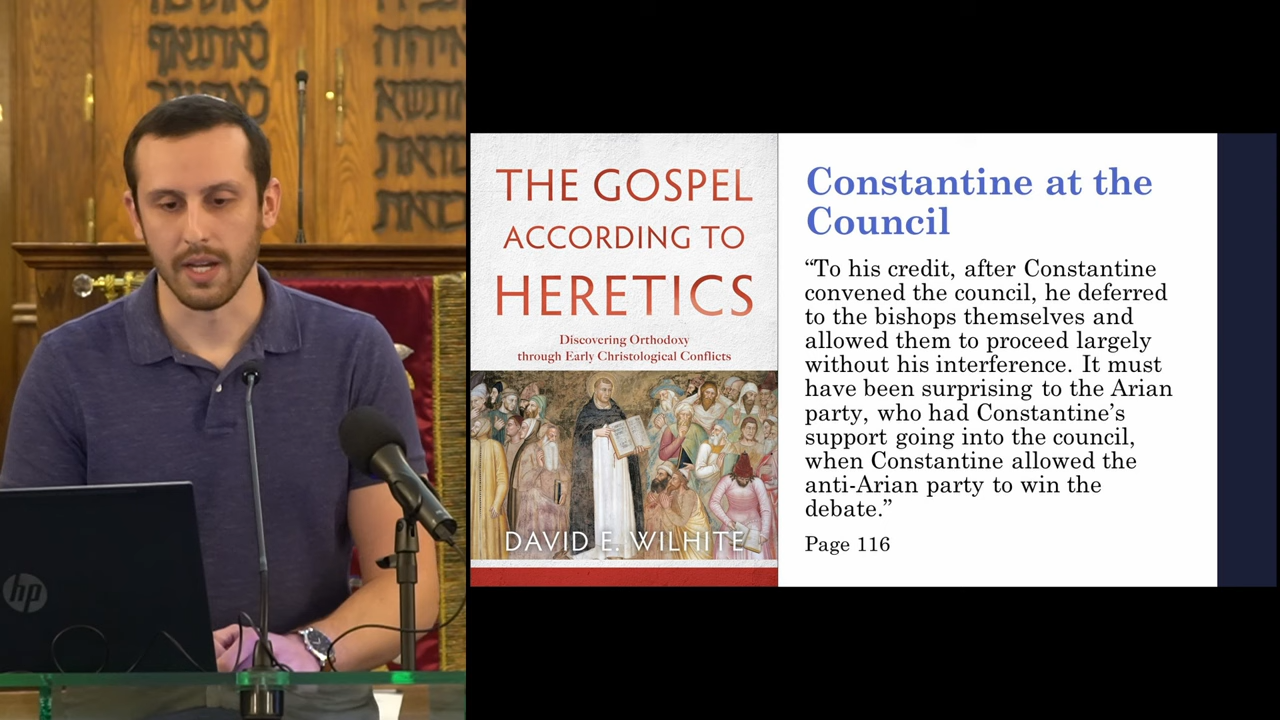 THE GOSPEL
ACCORDING TO
HERETICS
Discovering Orthodoxy
through Early Christological Conflicts
DAVID E. WILHITE
Constantine at the
Council
“To his credit, after Constantine
convened the council, he deferred
to the bishops themselves and
allowed them to proceed largely
without his interference. It must
have been surprising to the Arian
party, who had Constantine’s
support going into the council,
when Constantine allowed the
anti-Arian party to win the
debate.”
Page 116
hp